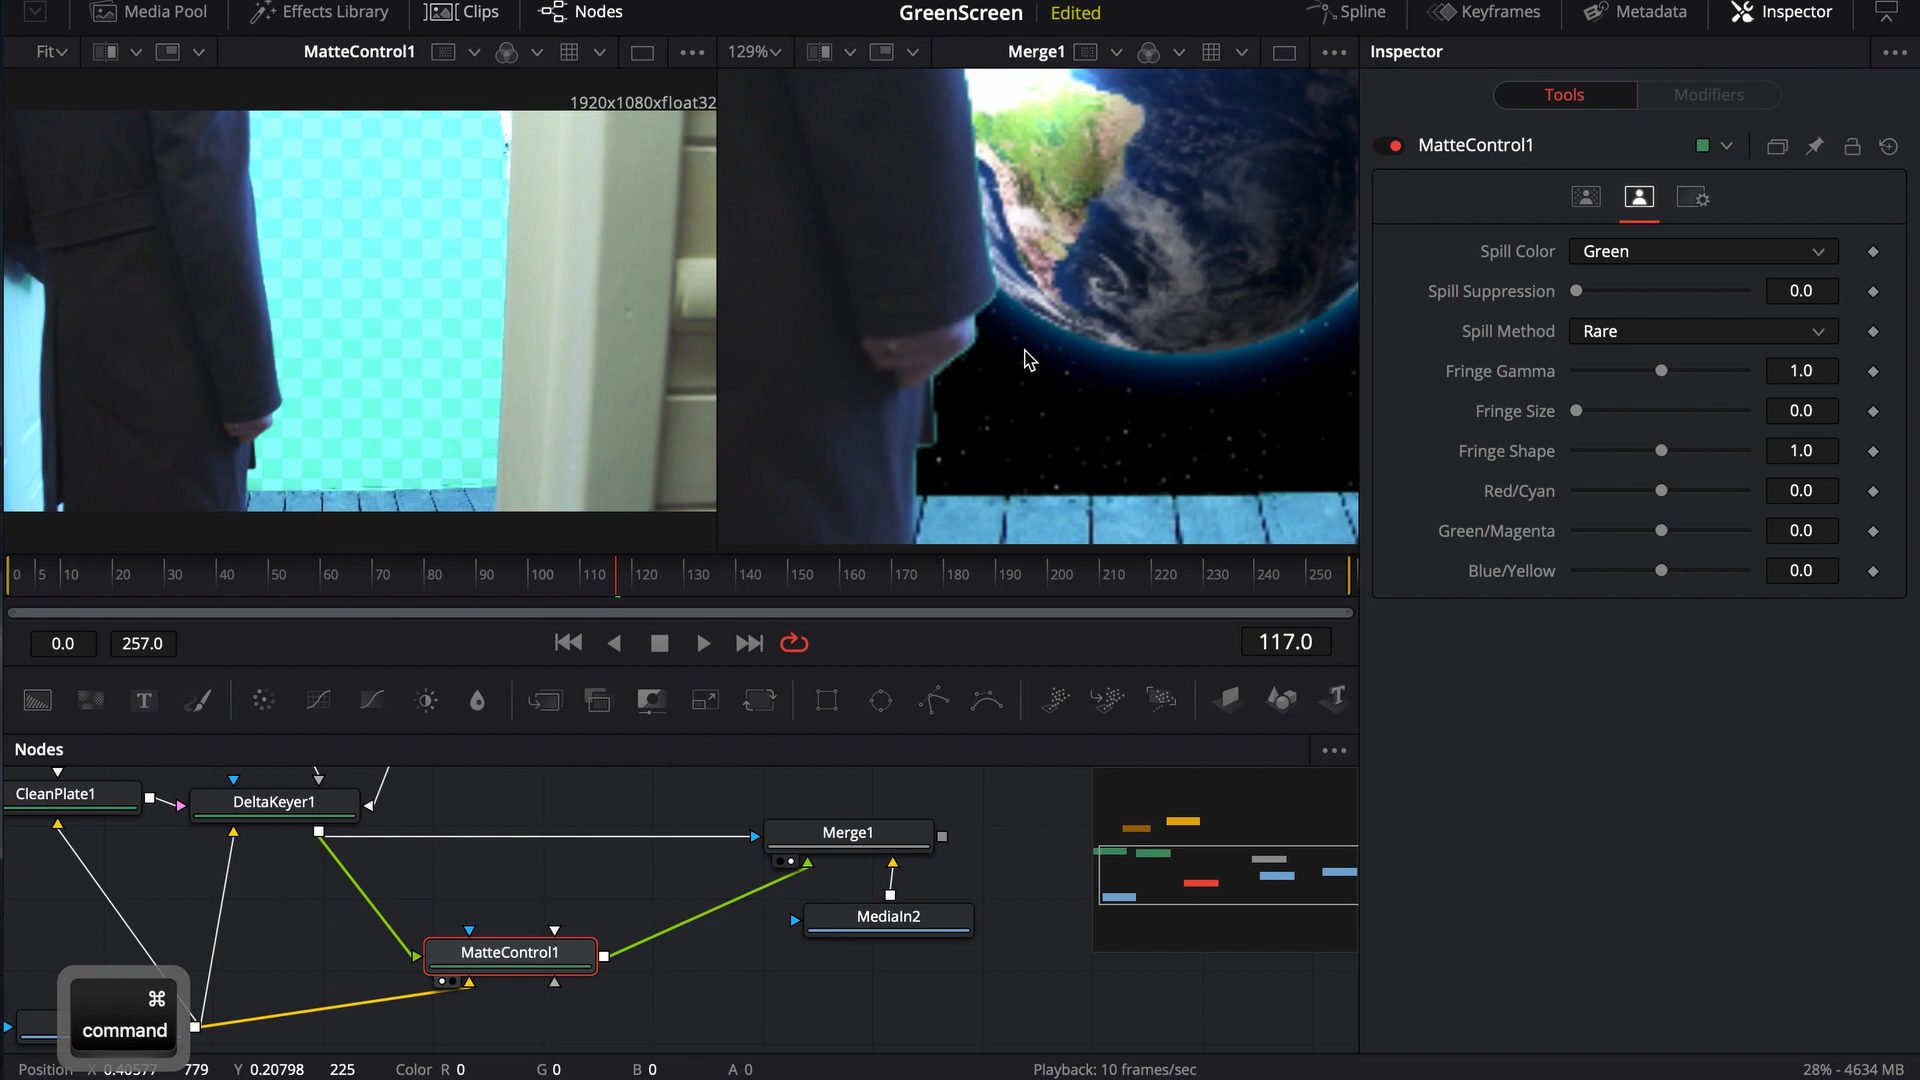 Media Pool
Effects Library
Clips
Nodes
GreenScreen
Edited
Spline
Keyframes
Metadata
Inspector
Fit
MatteControl1
129%
Merge1
Inspector
1920x1080xfloat32
Tools
Modifiers
MatteControl1
Spill Color
Green
Spill Suppression
0.0
Spill Method
Rare
Fringe Gamma
1.0
Fringe Size
0.0
Fringe Shape
1.0
Red/Cyan
0.0
Green/Magenta
0.0
Blue/Yellow
0.0
0 5 10 20 30 40 50 60 70 80 90 100 110 120 130 140 150 160 170 180 190 200 210 220 230 240 250
0.0
257.0
117.0
T
Nodes
CleanPlate1
DeltaKeyer1
Merge1
MediaIn2
MatteControl1
⌘
command
Position X 0.40577 779 Y 0.20798 225 Color R 0 G 0 B 0 A 0
Playback: 10 frames/sec
28% - 4634 MB